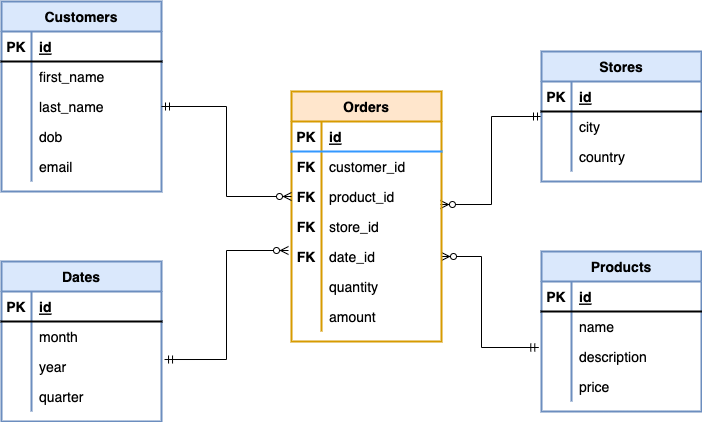 Customers
PK id
first_name
last_name
dob
email
Orders
PK id
FK customer_id
FK product_id
FK store_id
FK date_id
quantity
amount
Stores
PK id
city
country
Dates
PK id
month
year
quarter
Products
PK id
name
description
price